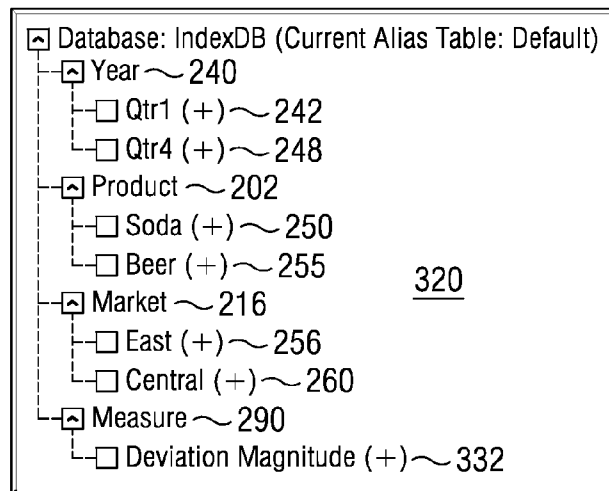 Database: IndexDB (Current Alias Table: Default)
Year ~ 240
Qtr1 (+) ~ 242
Qtr4 (+) ~ 248
Product ~ 202
Soda (+) ~ 250
Beer (+) ~ 255
320
Market ~ 216
East (+) ~ 256
Central (+) ~ 260
Measure ~ 290
Deviation Magnitude (+) ~ 332